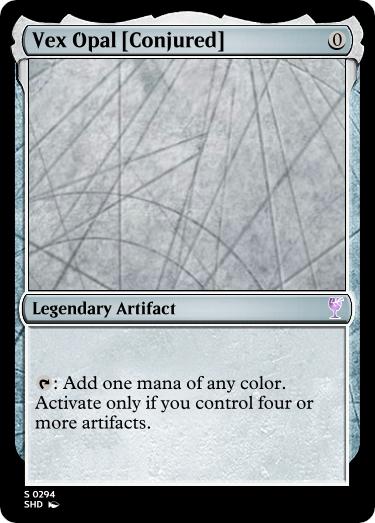 Vex Opal [Conjured] 0
Legendary Artifact
: Add one mana of any color.
Activate only if you control four or
more artifacts.
S 0294
SHD